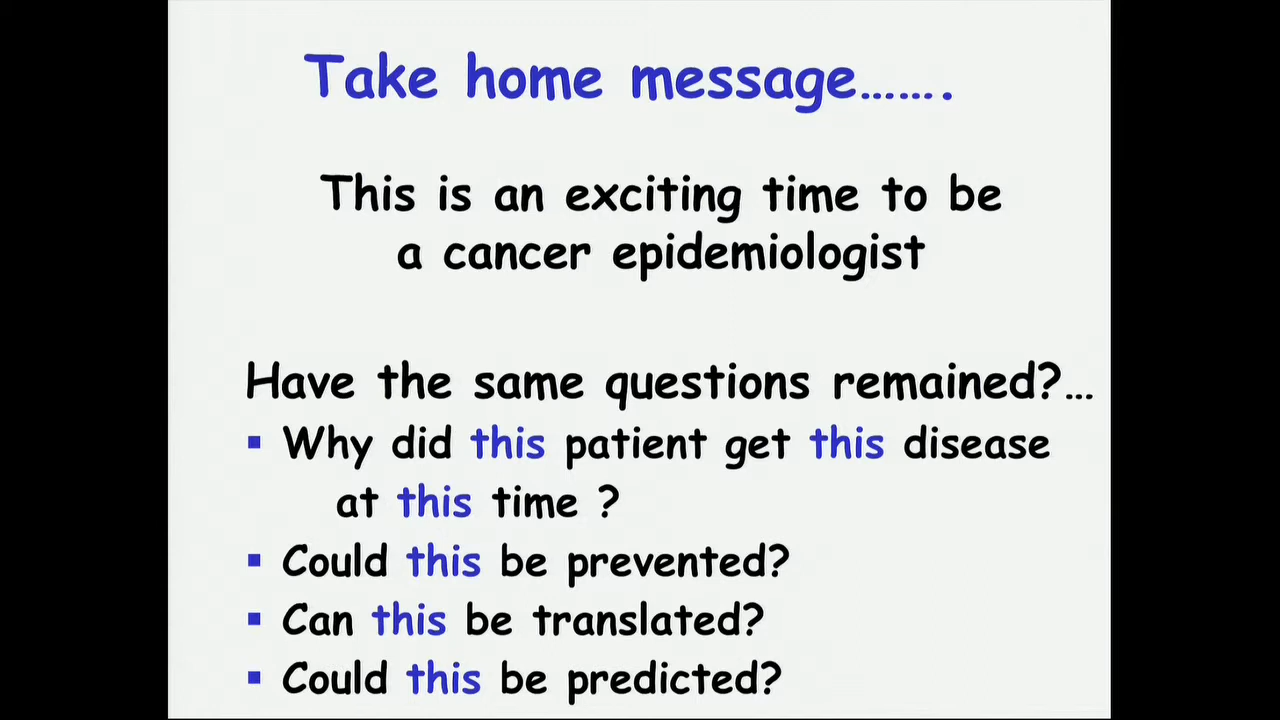 Take home message…….
This is an exciting time to be
a cancer epidemiologist
Have the same questions remained?…
▪ Why did this patient get this disease
at this time ?
▪ Could this be prevented?
▪ Can this be translated?
▪ Could this be predicted?